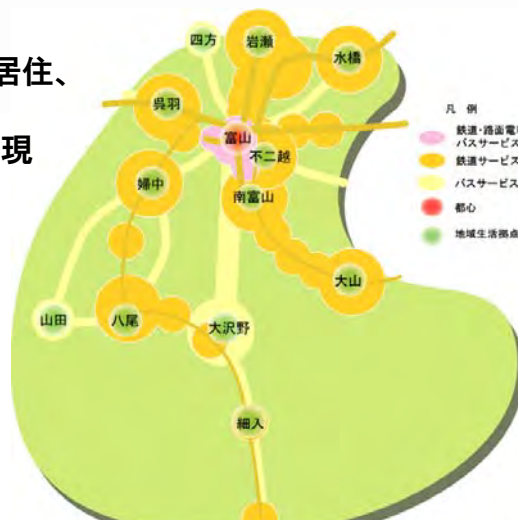 居住、
現
四方
岩瀬
水橋
呉羽
富山
不二越
婦中
南富山
大山
山田
八尾
大沢野
細入
凡 例
鉄道・路面電
バスサービス
鉄道サービス
バスサービス
都心
地域生活拠点